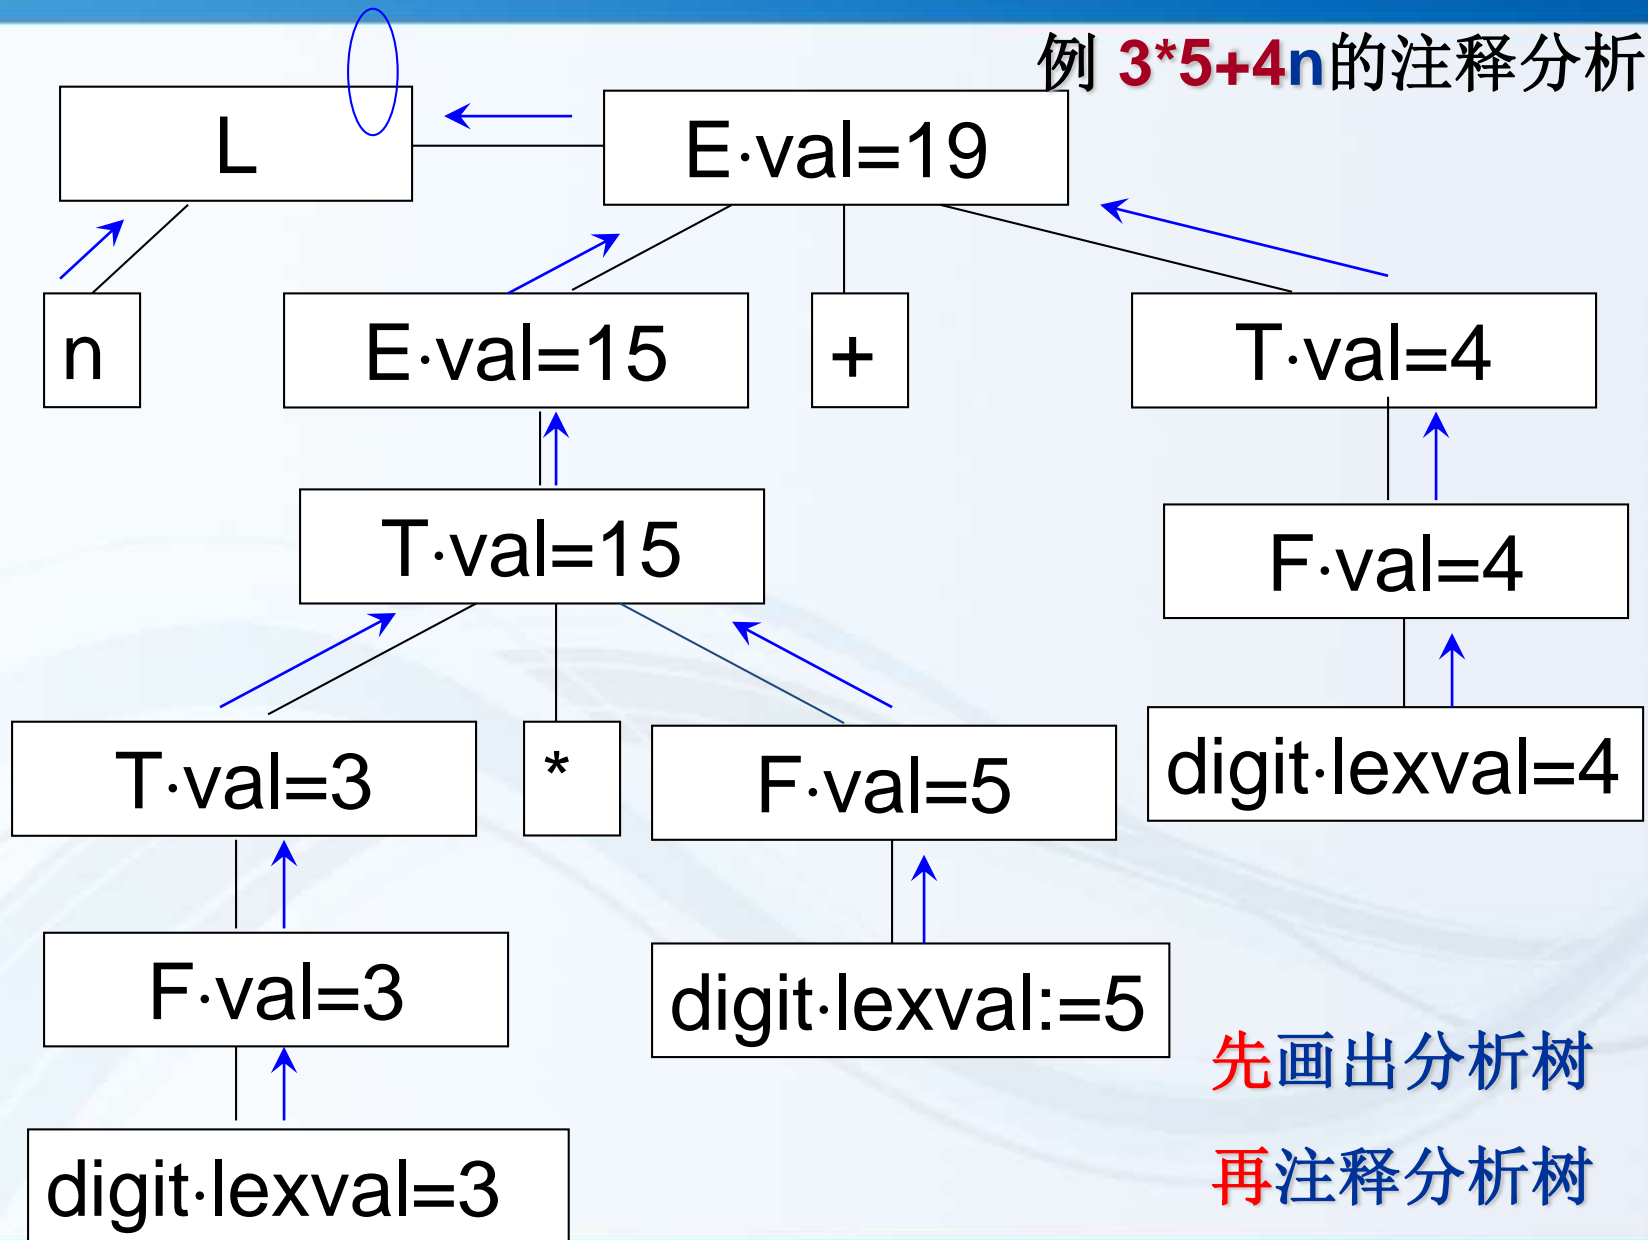 例 3*5+4n的注释分析
L
E·val=19
n
E·val=15
+
T·val=4
T·val=15
F·val=4
T·val=3
*
F·val=5
digit·lexval=4
F·val=3
digit·lexval:=5
先画出分析树
digit·lexval=3
再注释分析树